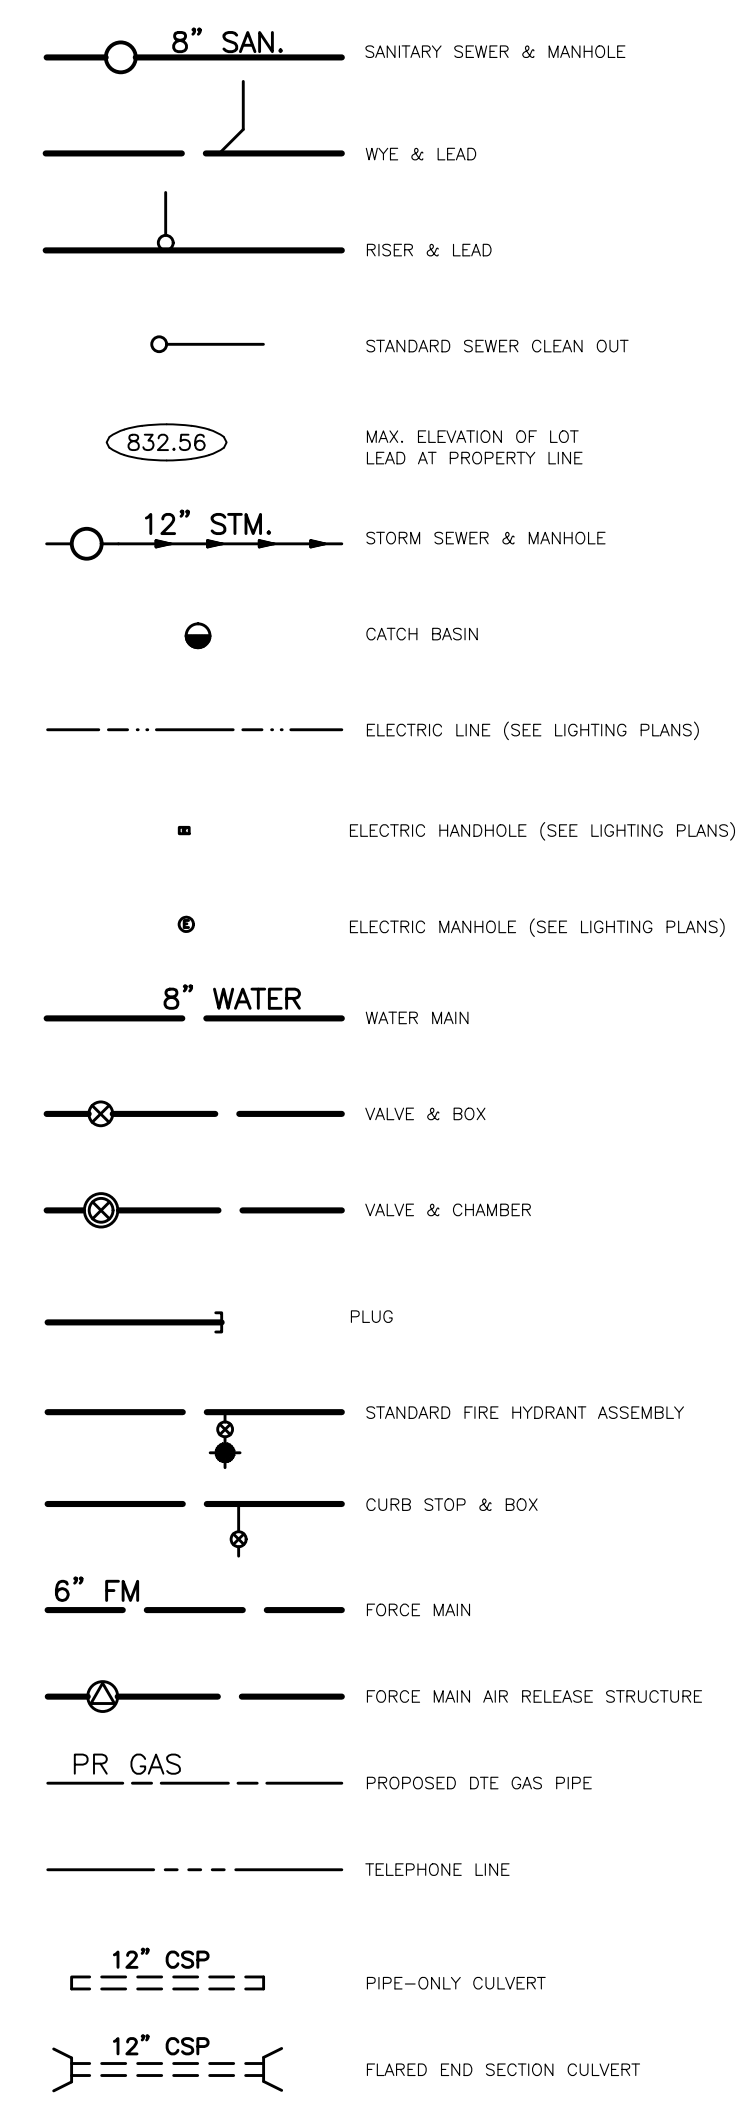 8” SAN.
SANITARY SEWER & MANHOLE
WYE & LEAD
RISER & LEAD
STANDARD SEWER CLEAN OUT
832.56
MAX. ELEVATION OF LOT
LEAD AT PROPERTY LINE
12” STM.
STORM SEWER & MANHOLE
CATCH BASIN
ELECTRIC LINE (SEE LIGHTING PLANS)
ELECTRIC HANDHOLE (SEE LIGHTING PLANS)
E
ELECTRIC MANHOLE (SEE LIGHTING PLANS)
8” WATER
WATER MAIN
VALVE & BOX
VALVE & CHAMBER
PLUG
STANDARD FIRE HYDRANT ASSEMBLY
CURB STOP & BOX
6” FM
FORCE MAIN
FORCE MAIN AIR RELEASE STRUCTURE
PR GAS
PROPOSED DTE GAS PIPE
TELEPHONE LINE
12” CSP
PIPE-ONLY CULVERT
12” CSP
FLARED END SECTION CULVERT